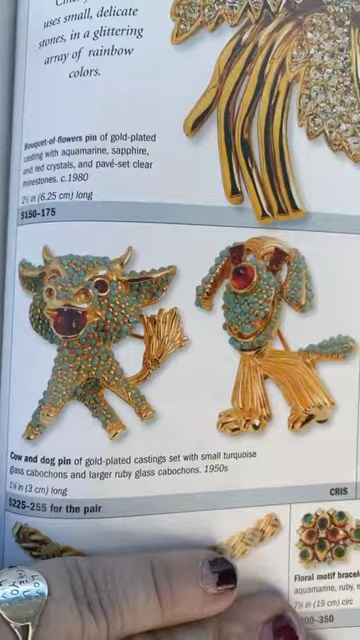 uses small, delicate
stones, in a glittering
array of rainbow
colors.
Bouquet-of-flowers pin of gold-plated
casting with aquamarine, sapphire,
and red crystals, and pavé-set clear
rhinestones. c.1980
2½ in (6.25 cm) long
$150-175
Cow and dog pin of gold-plated castings set with small turquoise
glass cabochons and larger ruby glass cabochons. 1950s
1¼ in (3 cm) long
$225-255 for the pair
CRIS
Floral motif brace
aquamarine, ruby, e
7½ in (19 cm) circ
00-350